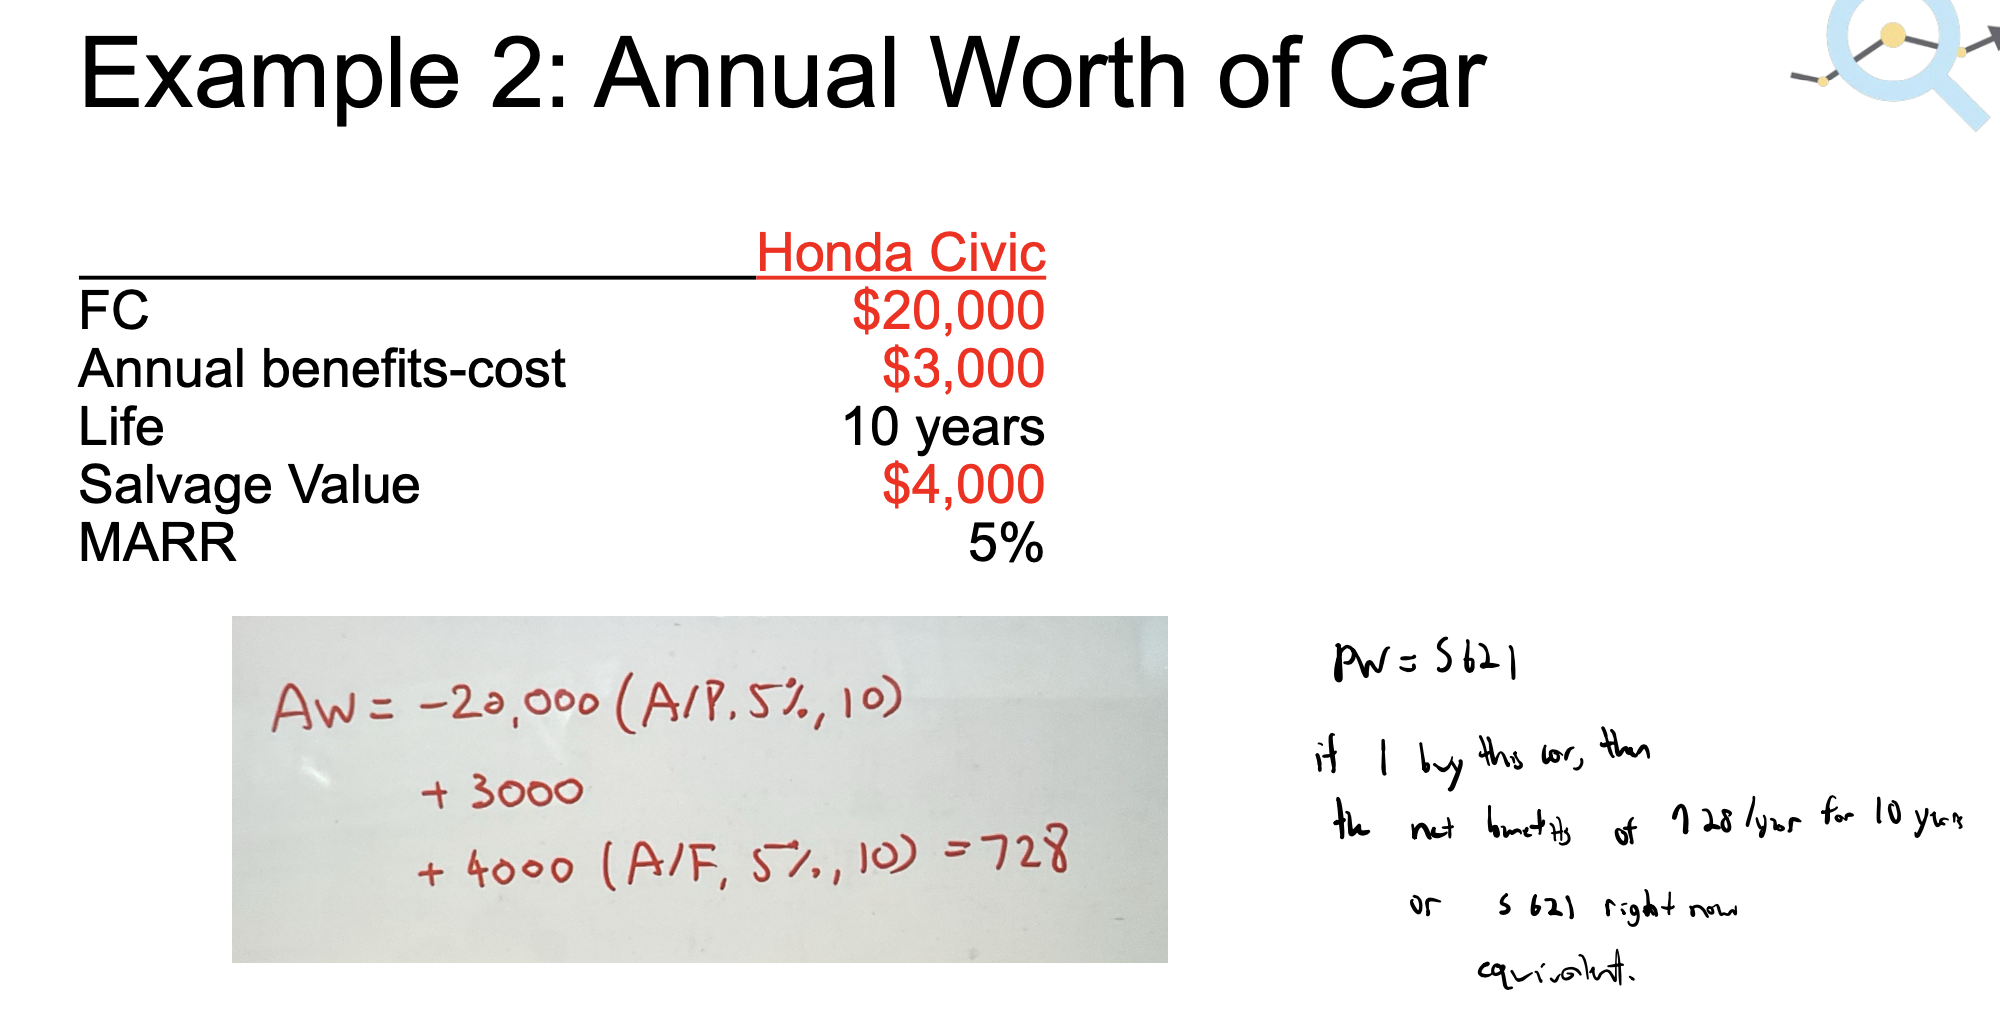 Example 2: Annual Worth of Car
Honda Civic
FC $20,000
Annual benefits-cost $3,000
Life 10 years
Salvage Value $4,000
MARR 5%
AW = -20,000 (A/P, 5%, 10)
+ 3000
+ 4000 (A/F, 5%, 10) = 728
PW = 5621
if I buy this car, then
the net benefits of 728/year for 10 years
or 5621 right now
equivalent.